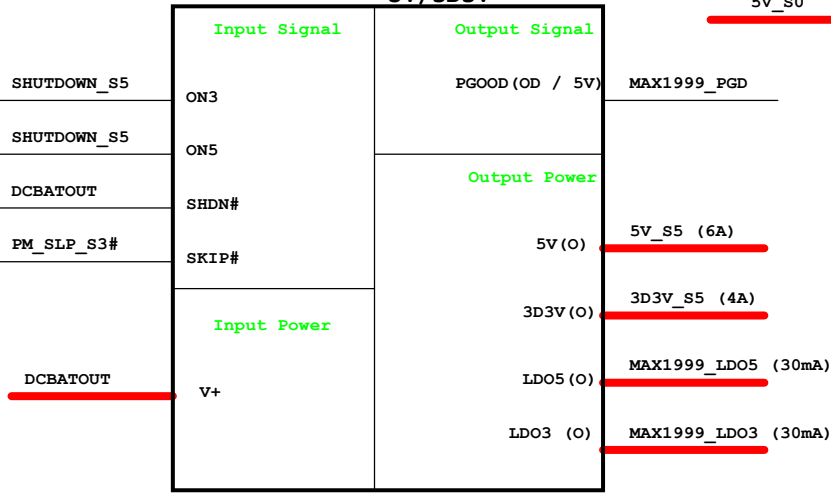 5V_S0
Input Signal
Output Signal
SHUTDOWN_S5
ON3
PGOOD(OD / 5V)
MAX1999_PGD
SHUTDOWN_S5
ON5
Output Power
DCBATOUT
SHDN#
PM_SLP_S3#
SKIP#
5V(O)
5V_S5 (6A)
3D3V(O)
3D3V_S5 (4A)
Input Power
DCBATOUT
V+
LDO5(O)
MAX1999_LDO5 (30mA)
LDO3 (O)
MAX1999_LDO3 (30mA)